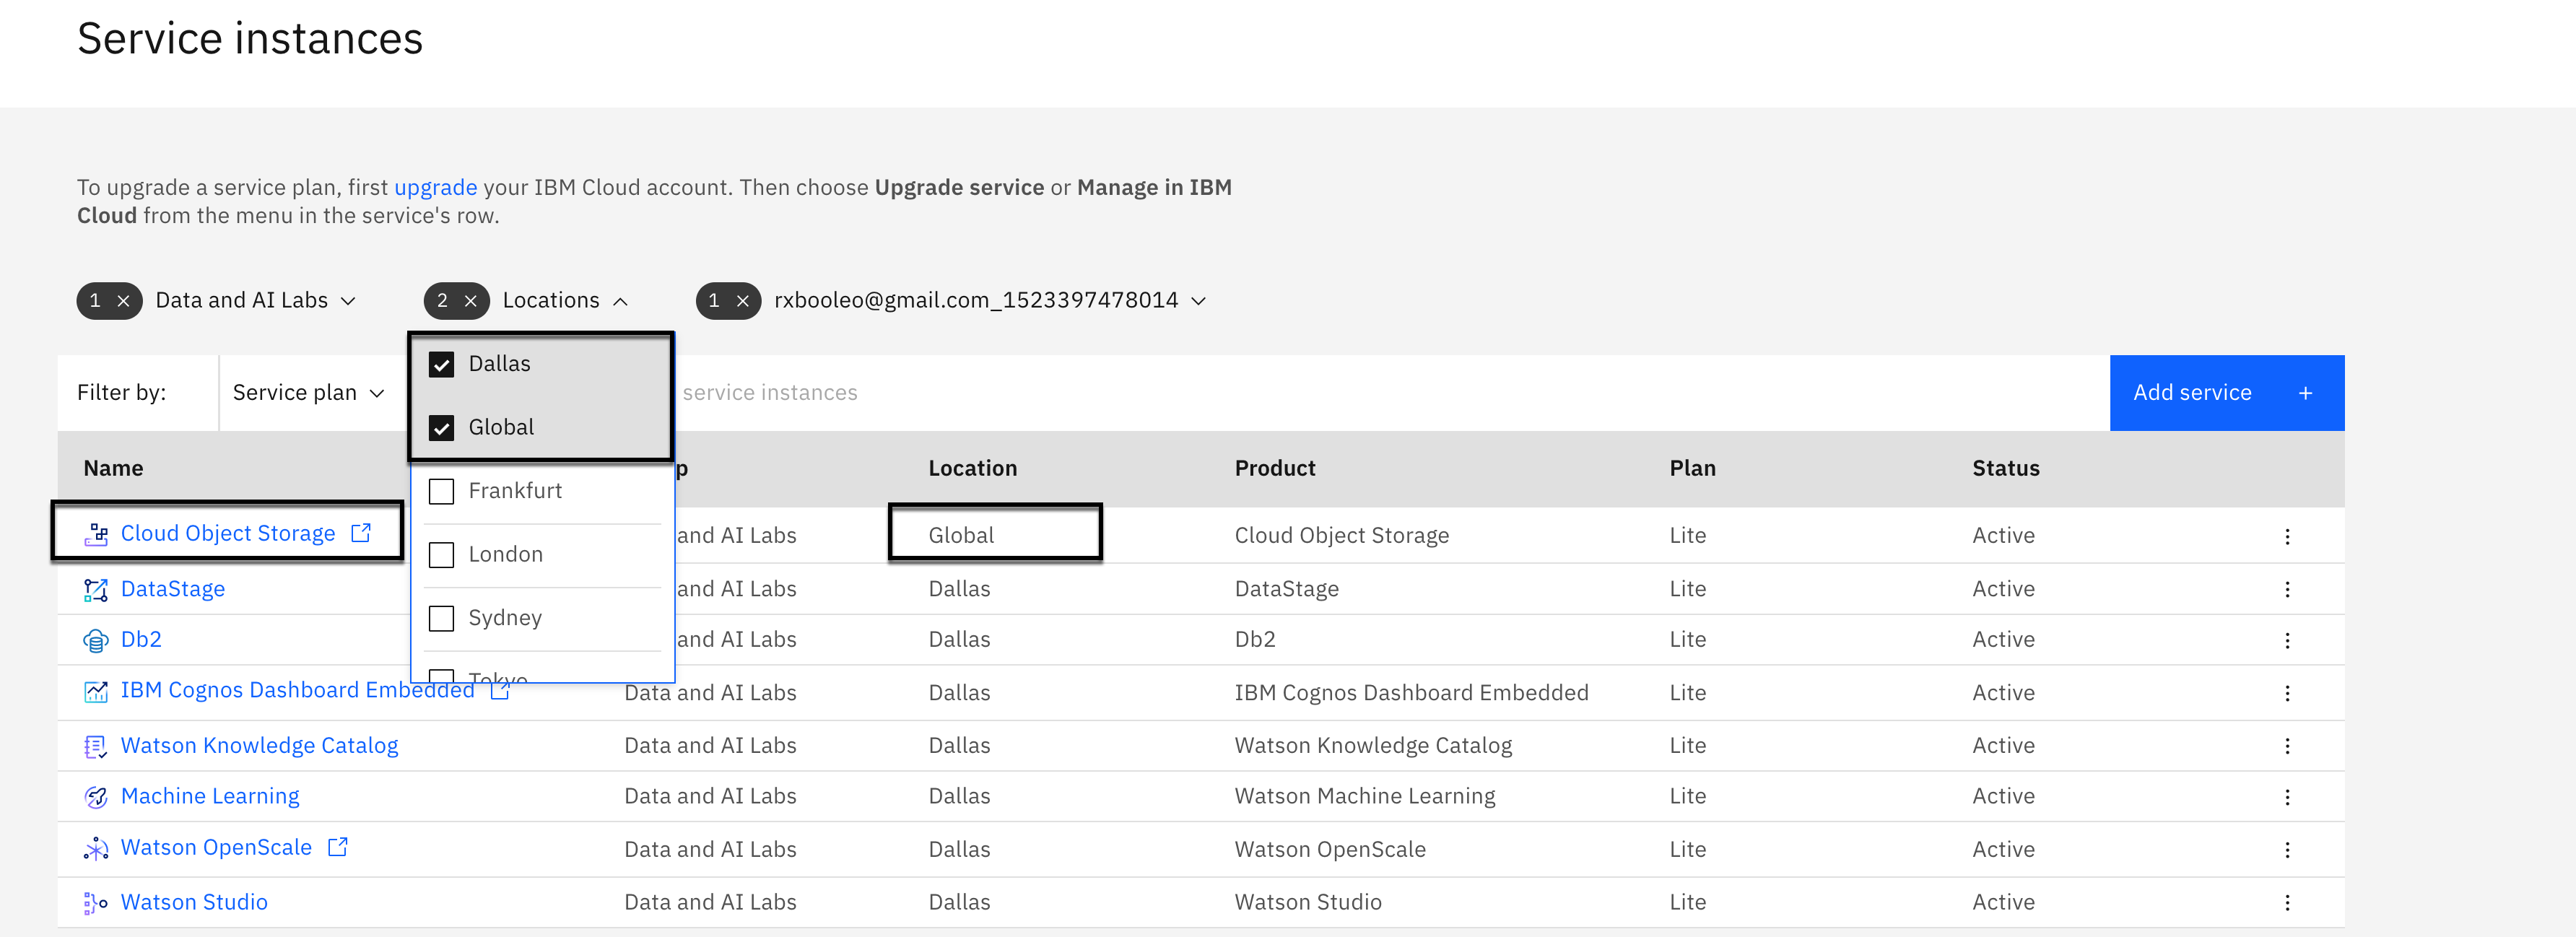 Service instances
To upgrade a service plan, first upgrade your IBM Cloud account. Then choose Upgrade service or Manage in IBM
Cloud from the menu in the service's row.
1 × Data and AI Labs 2 × Locations 1 × rxbooleo@gmail.com_1523397478014
Dallas
Global
Frankfurt
London
Sydney
Tokyo
Filter by: Service plan service instances Add service +
Name p Location Product Plan Status
Cloud Object Storage and AI Labs Global Cloud Object Storage Lite Active
DataStage and AI Labs Dallas DataStage Lite Active
Db2 and AI Labs Dallas Db2 Lite Active
IBM Cognos Dashboard Embedded Data and AI Labs Dallas IBM Cognos Dashboard Embedded Lite Active
Watson Knowledge Catalog Data and AI Labs Dallas Watson Knowledge Catalog Lite Active
Machine Learning Data and AI Labs Dallas Watson Machine Learning Lite Active
Watson OpenScale Data and AI Labs Dallas Watson OpenScale Lite Active
Watson Studio Data and AI Labs Dallas Watson Studio Lite Active